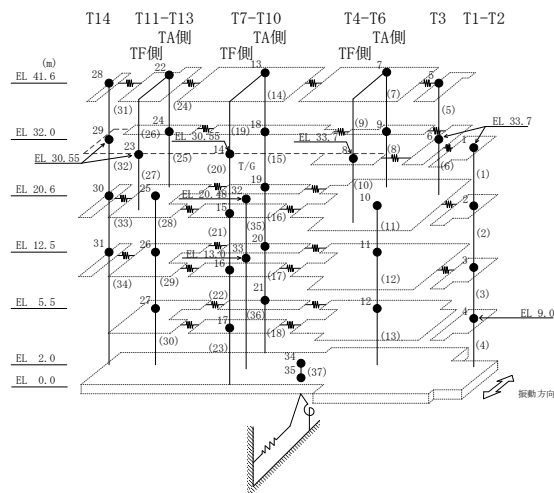 T14 T11−T13 T7−T10 T4−T6 T3 T1−T2
TA側 TA側 TA側
TF側 TF側 TF側
(m)
EL 41.6 28 22 13 7 5
(31) (24) (14) (7) (5)
EL 32.0 29 24 (26) EL 30.55 (19) 18 (9) EL 33.7 9 6 1 EL 33.7
EL 30.55 23 (25) 14 (15) 8 (8) (6)
(32) (27) (20) T/G (10) (1)
EL 20.6 30 25 EL 20.48 32 19 10 2
(33) (28) 15 (35) (16) (11) (2)
EL 12.5 31 26 (21) 33 20 11 3
EL 13.0
(34) (29) 16 (17) (12) (3)
EL 5.5 27 (22) 21 12 4 EL 9.0
(30) 17 (36) (18) (13) (4)
(23)
EL 2.0 34
EL 0.0 35 (37)
振動方向